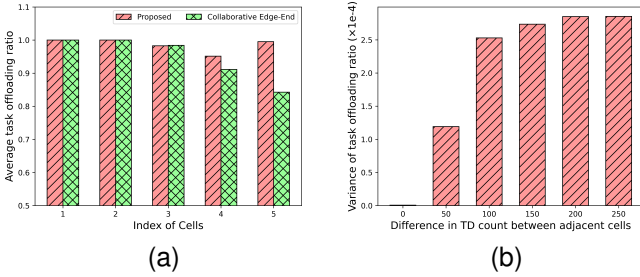 Average task offloading ratio
1.1
1.0
0.9
0.8
0.7
0.6
0.5
Proposed
Collaborative Edge-End
1 2 3 4 5
Index of Cells
(a)
Variance of task offloading ratio (×1e-4)
2.5
2.0
1.5
1.0
0.5
0.0
0 50 100 150 200 250
Difference in TD count between adjacent cells
(b)